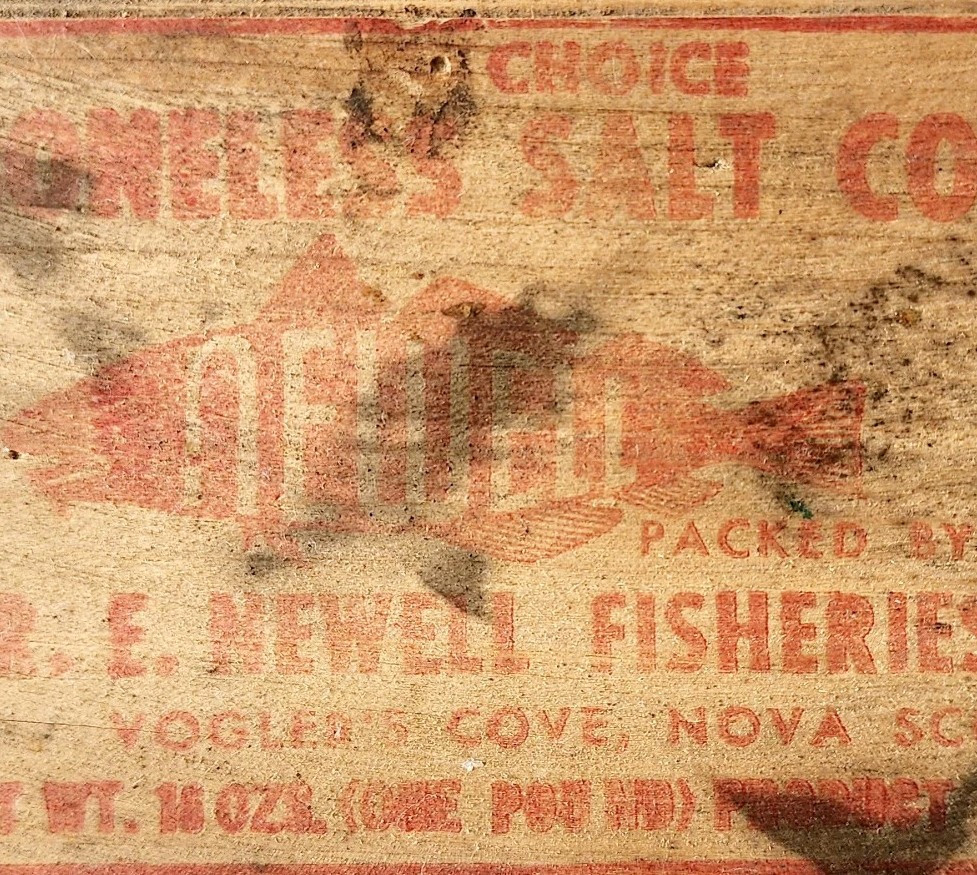 CHOICE
ONELESS SALT CO
NEWELL
PACKED BY
R. E. NEWELL FISHERIES
VOGLER'S COVE, NOVA SC
T WT. 16 OZS. (ONE POUND) PRODUCT